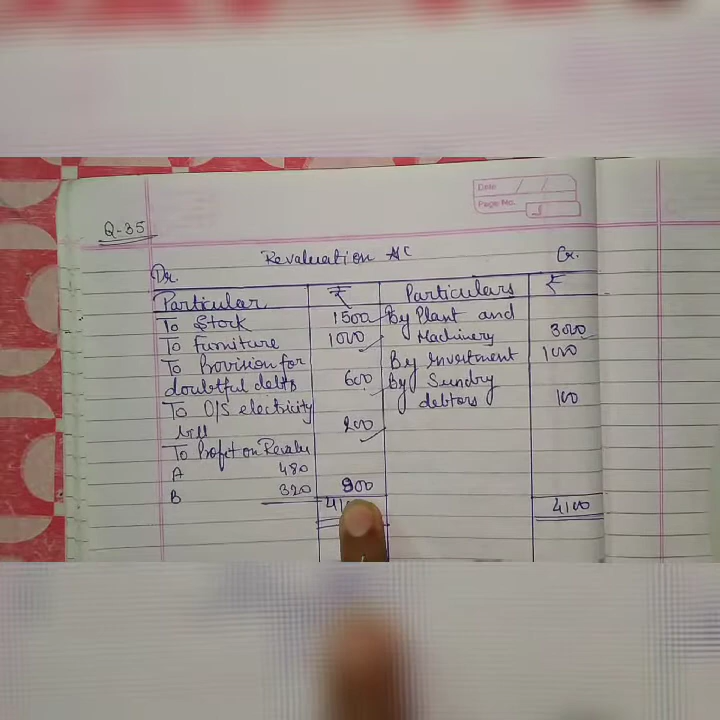 Date / /
Page No.
Q-35
Revaluation A/C
Dr. Cr.
Particular ₹ Particulars ₹
To Stock 1500 By Plant and
To Furniture 1000 Machinery 3000
To Provision for By Investment 1000
doubtful debts 600 By Sundry
To O/S electricity debtors 100
bill 200
To Profit on Revalu
A 480
B 320 800
4100